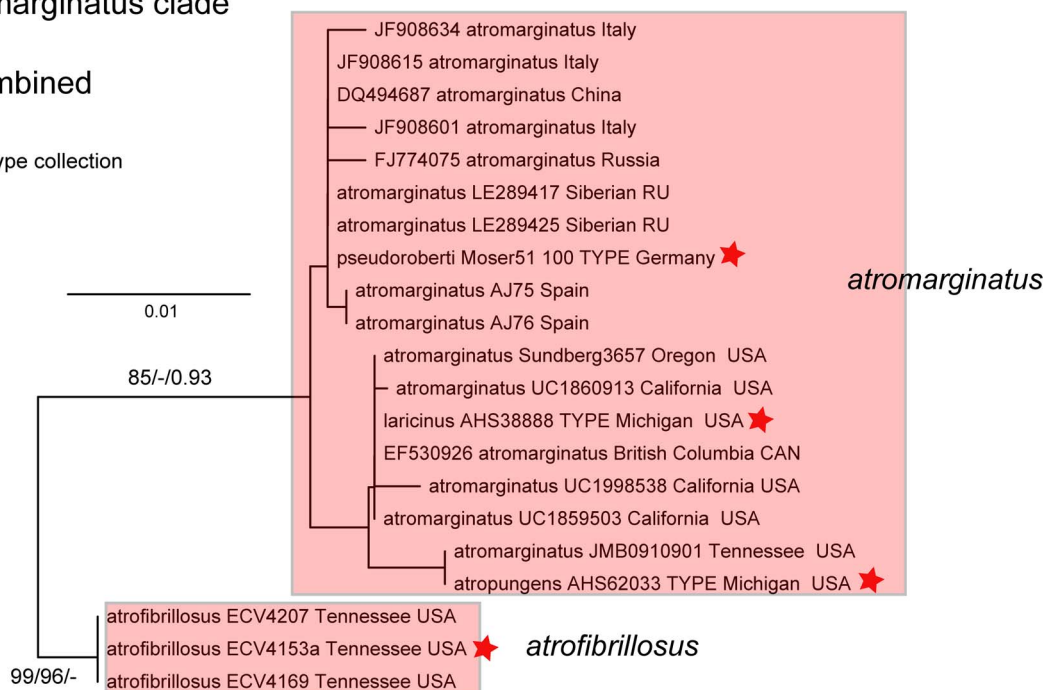 marginatus clade
mbined
ype collection
JF908634 atromarginatus Italy
JF908615 atromarginatus Italy
DQ494687 atromarginatus China
JF908601 atromarginatus Italy
FJ774075 atromarginatus Russia
atromarginatus LE289417 Siberian RU
atromarginatus LE289425 Siberian RU
pseudoroberti Moser51 100 TYPE Germany
atromarginatus
atromarginatus AJ75 Spain
0.01
atromarginatus AJ76 Spain
atromarginatus Sundberg3657 Oregon USA
85/-/0.93
atromarginatus UC1860913 California USA
laricinus AHS38888 TYPE Michigan USA
EF530926 atromarginatus British Columbia CAN
atromarginatus UC1998538 California USA
atromarginatus UC1859503 California USA
atromarginatus JMB0910901 Tennessee USA
atropungens AHS62033 TYPE Michigan USA
atrofibrillosus ECV4207 Tennessee USA
atrofibrillosus ECV4153a Tennessee USA
atrofibrillosus
99/96/-
atrofibrillosus ECV4169 Tennessee USA